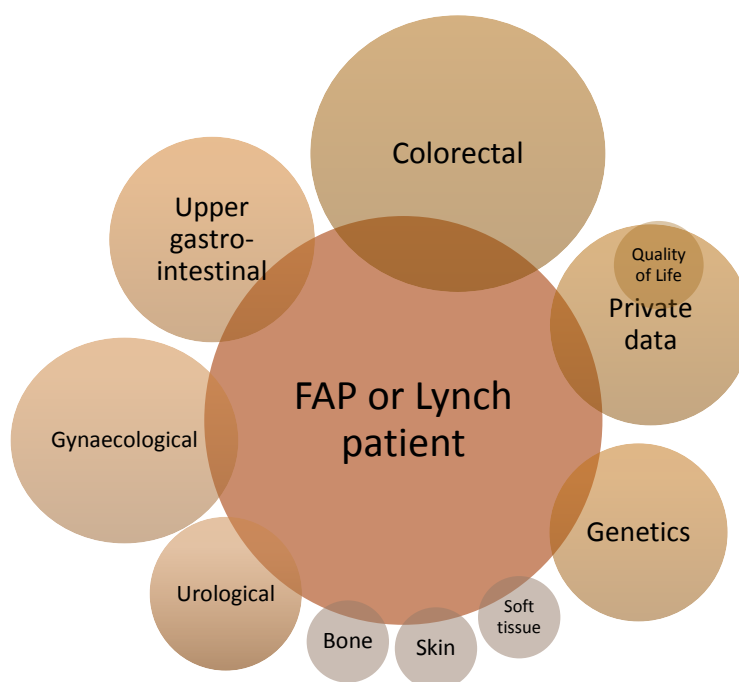 Colorectal
Upper
gastro-
intestinal
Quality
of Life
Private
data
FAP or Lynch
patient
Gynaecological
Genetics
Urological
Soft
tissue
Bone
Skin